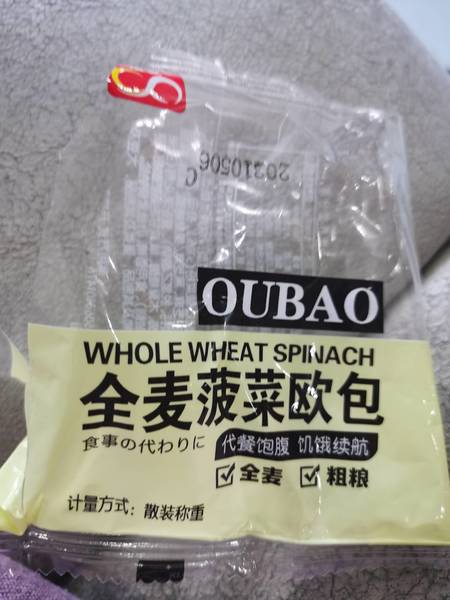 20210506 C
OUBAO
WHOLE WHEAT SPINACH
全麦菠菜欧包
食事の代わりに
代餐饱腹 饥饿续航
全麦 粗粮
计量方式：散装称重